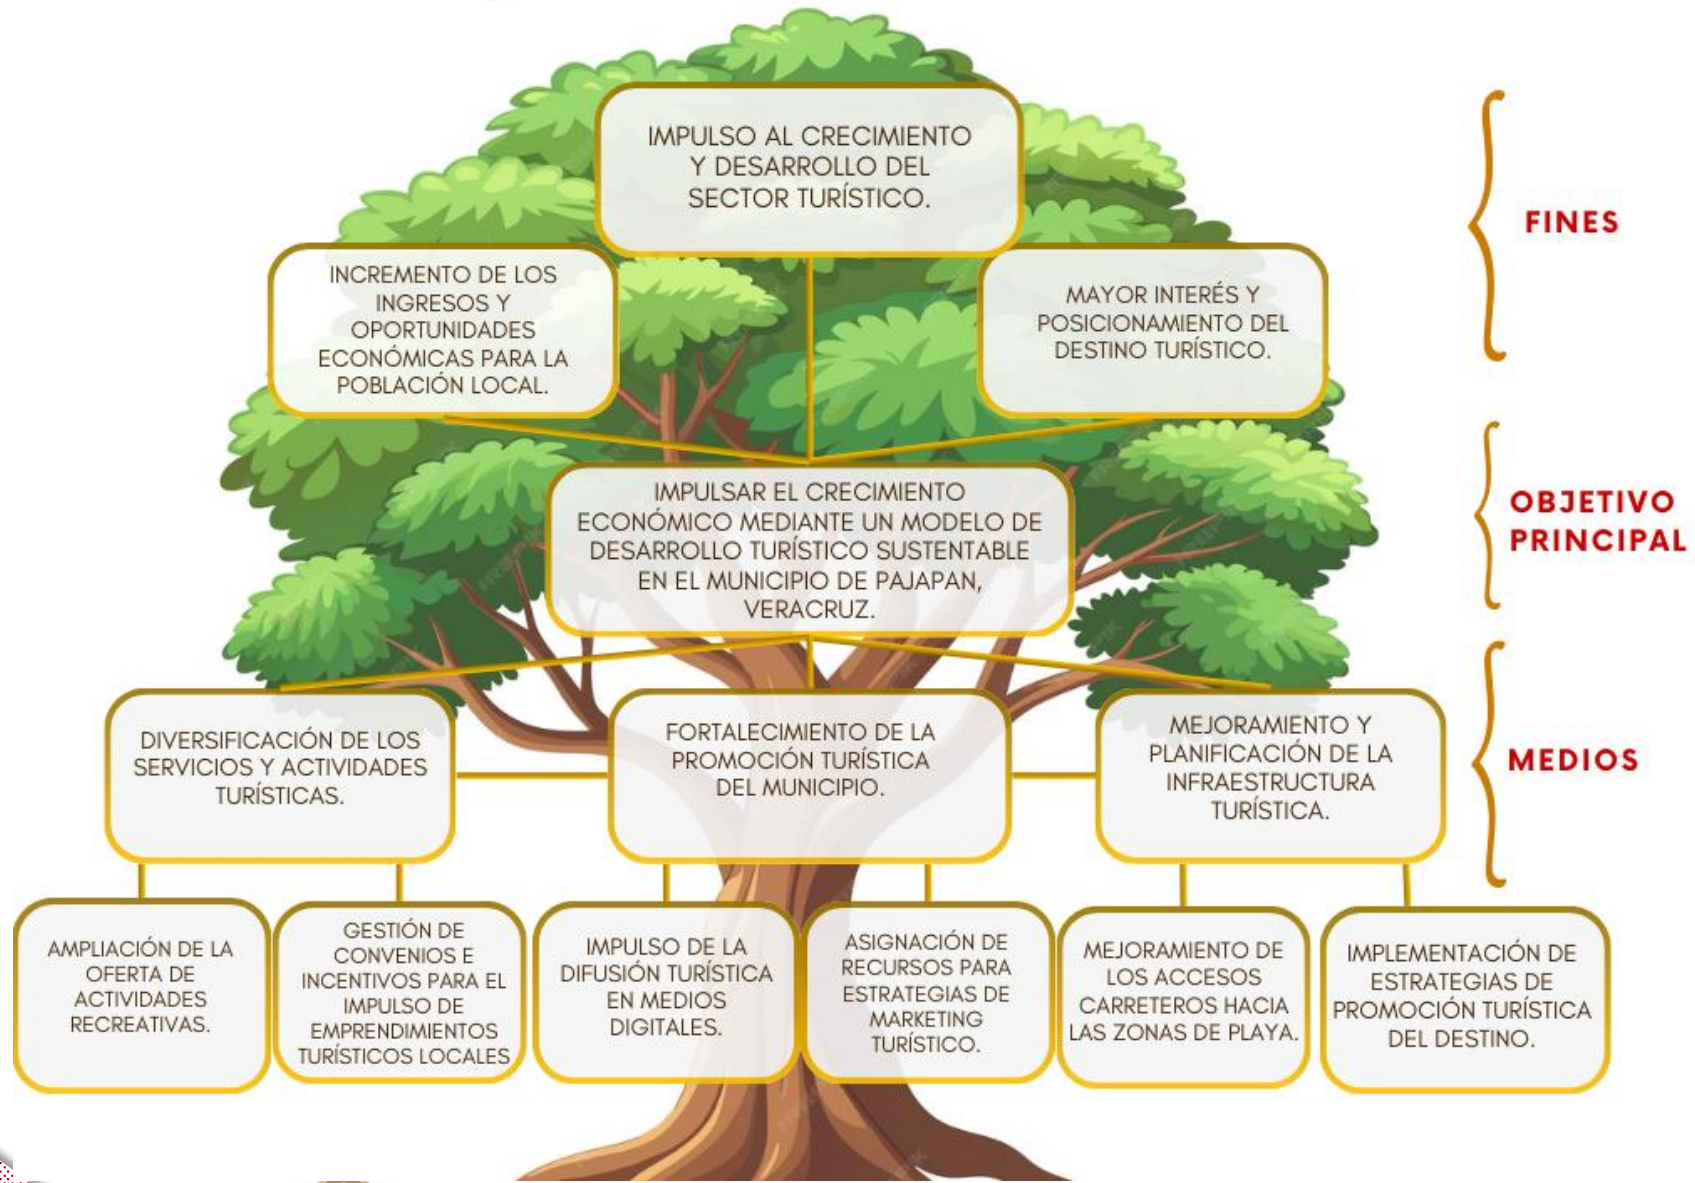 IMPULSO AL CRECIMIENTO
Y DESARROLLO DEL
SECTOR TURÍSTICO.
FINES
INCREMENTO DE LOS
INGRESOS Y
OPORTUNIDADES
ECONÓMICAS PARA LA
POBLACIÓN LOCAL.
MAYOR INTERÉS Y
POSICIONAMIENTO DEL
DESTINO TURÍSTICO.
IMPULSAR EL CRECIMIENTO
ECONÓMICO MEDIANTE UN MODELO DE
DESARROLLO TURÍSTICO SUSTENTABLE
EN EL MUNICIPIO DE PAJAPAN,
VERACRUZ.
OBJETIVO
PRINCIPAL
DIVERSIFICACIÓN DE LOS
SERVICIOS Y ACTIVIDADES
TURÍSTICAS.
FORTALECIMIENTO DE LA
PROMOCIÓN TURÍSTICA
DEL MUNICIPIO.
MEJORAMIENTO Y
PLANIFICACIÓN DE LA
INFRAESTRUCTURA
TURÍSTICA.
MEDIOS
AMPLIACIÓN DE LA
OFERTA DE
ACTIVIDADES
RECREATIVAS.
GESTIÓN DE
CONVENIOS E
INCENTIVOS PARA EL
IMPULSO DE
EMPRENDIMIENTOS
TURÍSTICOS LOCALES
IMPULSO DE LA
DIFUSIÓN TURÍSTICA
EN MEDIOS
DIGITALES.
ASIGNACIÓN DE
RECURSOS PARA
ESTRATEGIAS DE
MARKETING
TURÍSTICO.
MEJORAMIENTO DE
LOS ACCESOS
CARRETEROS HACIA
LAS ZONAS DE PLAYA.
IMPLEMENTACIÓN DE
ESTRATEGIAS DE
PROMOCIÓN TURÍSTICA
DEL DESTINO.